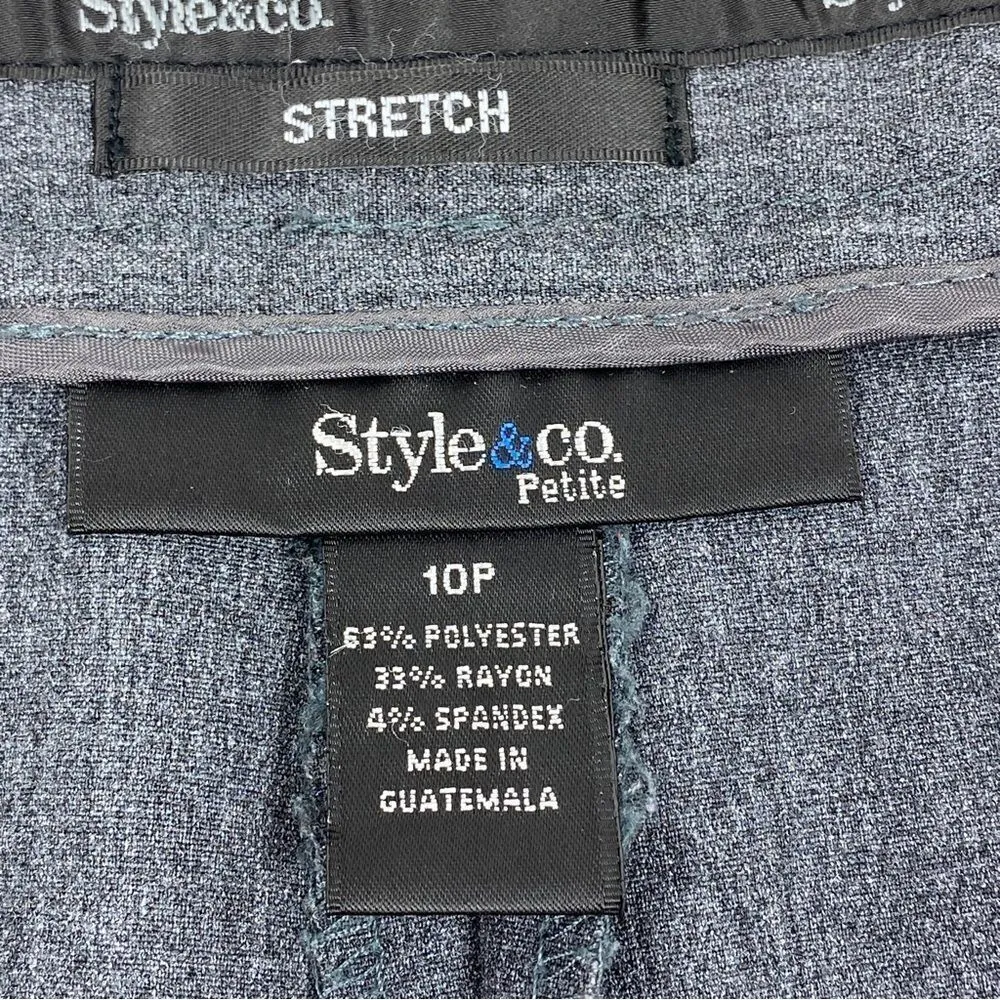 Style&co.
STRETCH
Style&co.
Petite
10P
63% POLYESTER
33% RAYON
4% SPANDEX
MADE IN
GUATEMALA